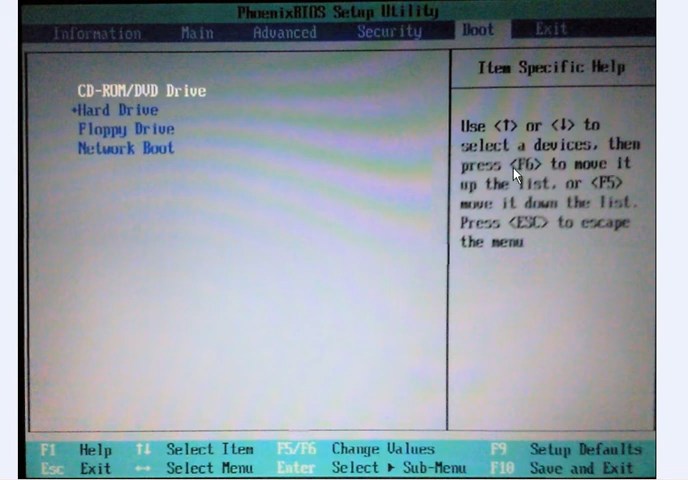 PhoenixBIOS Setup Utility
Information Main Advanced Security Boot Exit
CD-ROM/DVD Drive
+Hard Drive
Floppy Drive
Network Boot
Item Specific Help
Use <↑> or <↓> to
select a devices, then
press <F6> to move it
up the list, or <F5>
move it down the list.
Press <ESC> to escape
the menu
F1 Help ↑↓ Select Item F5/F6 Change Values F9 Setup Defaults
Esc Exit ↔ Select Menu Enter Select ▶ Sub-Menu F10 Save and Exit